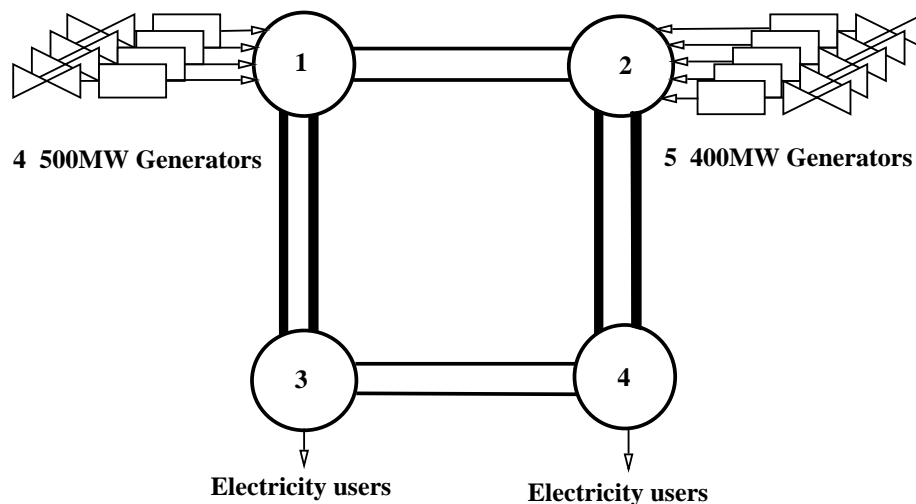 1
2
4 500MW Generators
5 400MW Generators
3
4
Electricity users
Electricity users